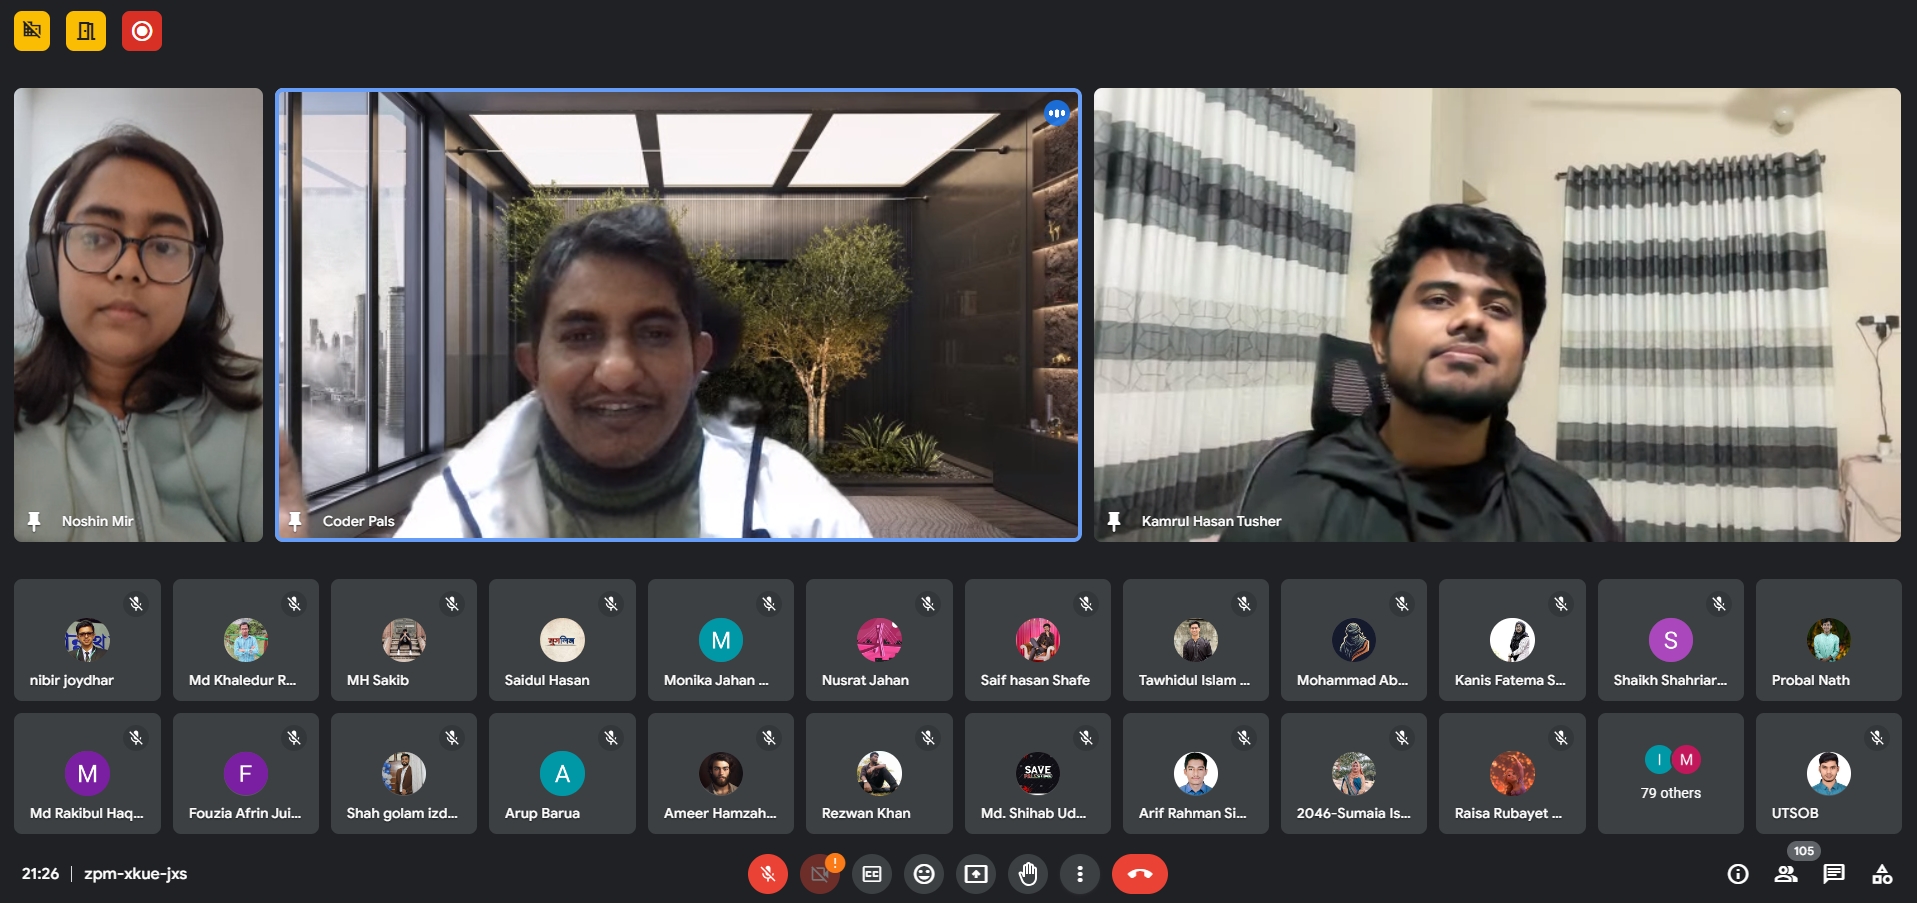 Noshin Mir
Coder Pals
Kamrul Hasan Tusher
nibir joydhar
Md Khaledur R...
MH Sakib
Saidul Hasan
M
Monika Jahan ...
Nusrat Jahan
Saif hasan Shafe
Tawhidul Islam ...
Mohammad Ab...
Kanis Fatema S...
S
Shaikh Shahriar...
Probal Nath
M
Md Rakibul Haq...
F
Fouzia Afrin Jui...
Shah golam izd...
A
Arup Barua
Ameer Hamzah...
Rezwan Khan
SAVE
Md. Shihab Ud...
Arif Rahman Si...
2046-Sumaia Is...
Raisa Rubayet ...
I M
79 others
UTSOB
21:26 | zpm-xkue-jxs
!
CC
105